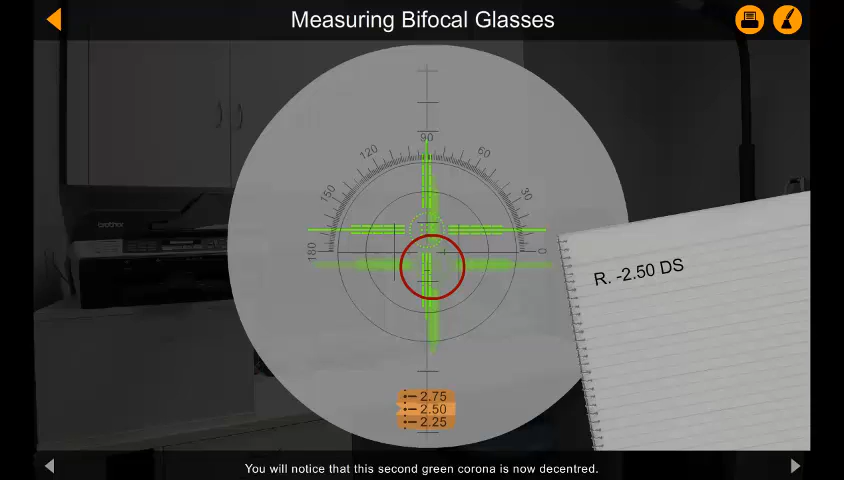 Measuring Bifocal Glasses
90
120
60
150
30
180
0
R. -2.50 DS
brother
2.75
2.50
2.25
You will notice that this second green corona is now decentred.